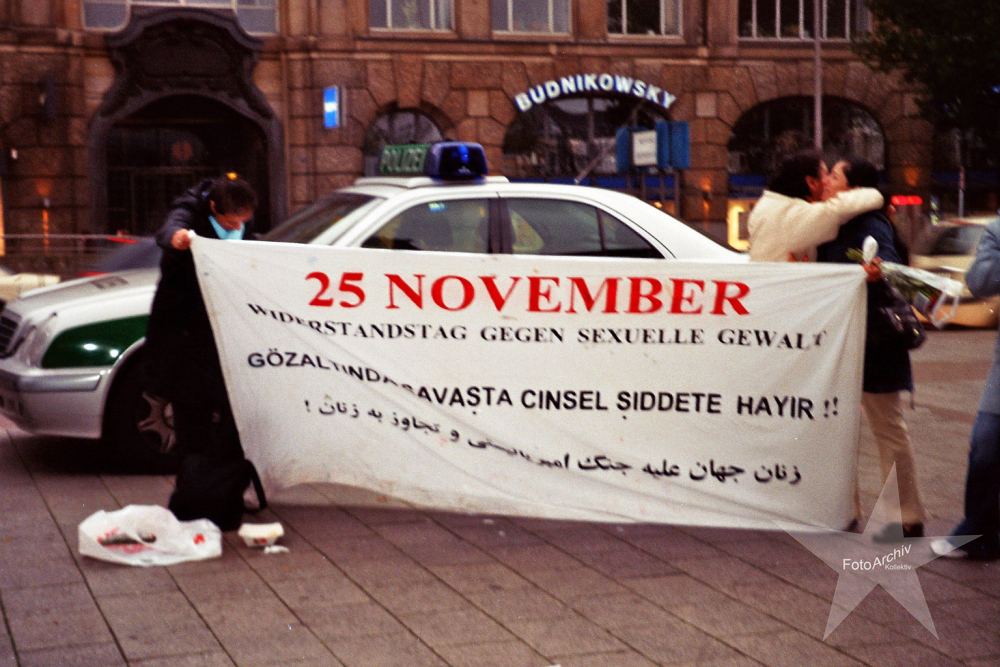 BUDNIKOWSKY
POLIZEI
25 NOVEMBER
WIDERSTANDSTAG GEGEN SEXUELLE GEWALT
GÖZALTINDA SAVAŞTA CINSEL ŞIDDETE HAYIR !!
زنان جهان علیه جنگ امپریالیستی و تجاوز به زنان !
FotoArchiv
Kollektiv